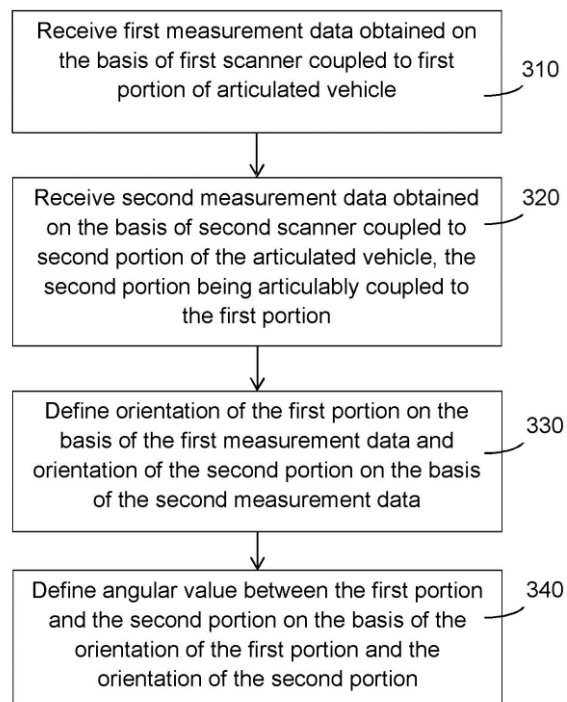 Receive first measurement data obtained
on the basis of first scanner coupled to first
portion of articulated vehicle
310
Receive second measurement data obtained
on the basis of second scanner coupled to
second portion of the articulated vehicle, the
second portion being articulably coupled to
the first portion
320
Define orientation of the first portion on the
basis of the first measurement data and
orientation of the second portion on the basis
of the second measurement data
330
Define angular value between the first portion
and the second portion on the basis of the
orientation of the first portion and the
orientation of the second portion
340